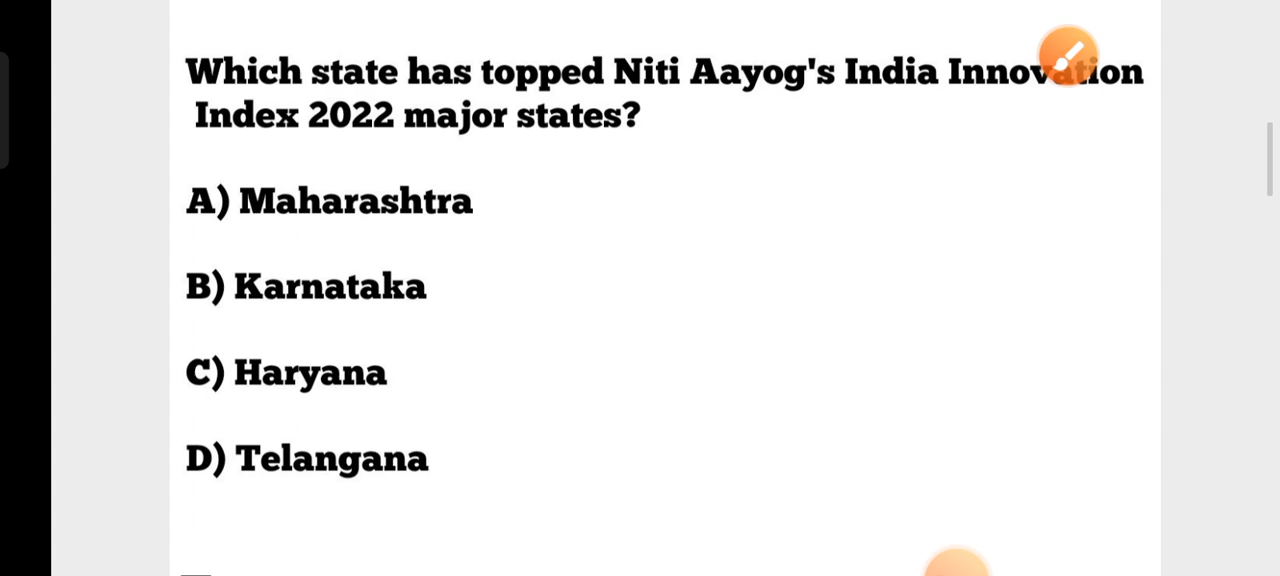 Which state has topped Niti Aayog's India Innovation
Index 2022 major states?
A) Maharashtra
B) Karnataka
C) Haryana
D) Telangana